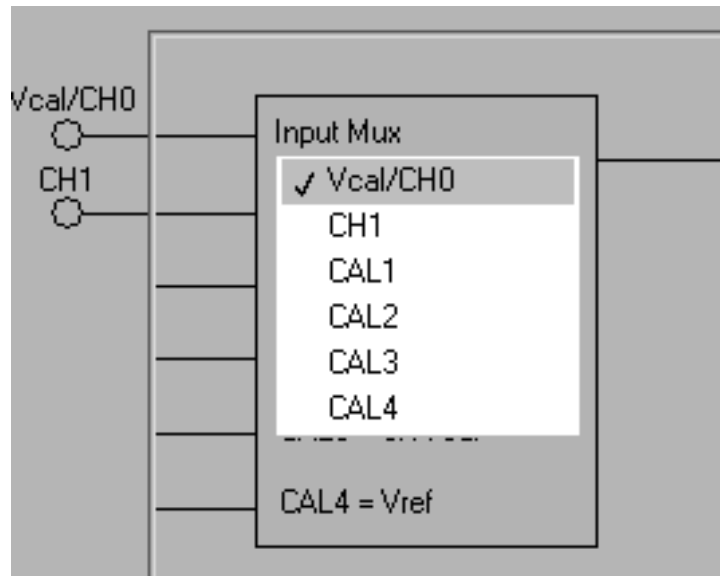 Vcal/CH0
CH1
Input Mux
✓ Vcal/CH0
CH1
CAL1
CAL2
CAL3
CAL4
CAL4 = Vref